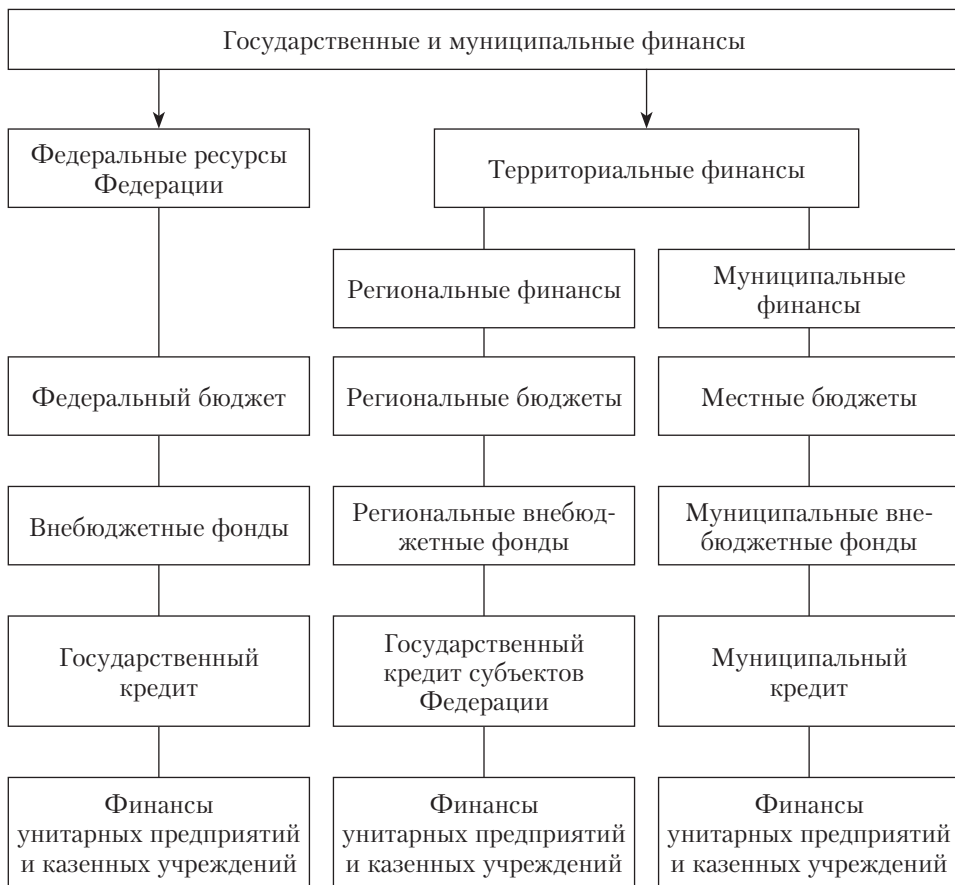 Государственные и муниципальные финансы
Федеральные ресурсы
Федерации
Территориальные финансы
Региональные финансы
Муниципальные
финансы
Федеральный бюджет
Региональные бюджеты
Местные бюджеты
Внебюджетные фонды
Региональные внебюд-
жетные фонды
Муниципальные вне-
бюджетные фонды
Государственный
кредит
Государственный
кредит субъектов
Федерации
Муниципальный
кредит
Финансы
унитарных предприятий
и казенных учреждений
Финансы
унитарных предприятий
и казенных учреждений
Финансы
унитарных предприятий
и казенных учреждений